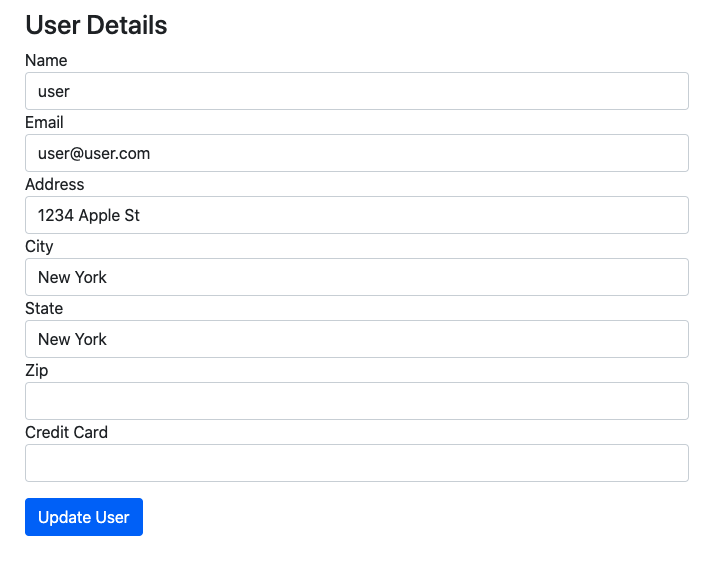 User Details
Name
user
Email
user@user.com
Address
1234 Apple St
City
New York
State
New York
Zip
Credit Card
Update User